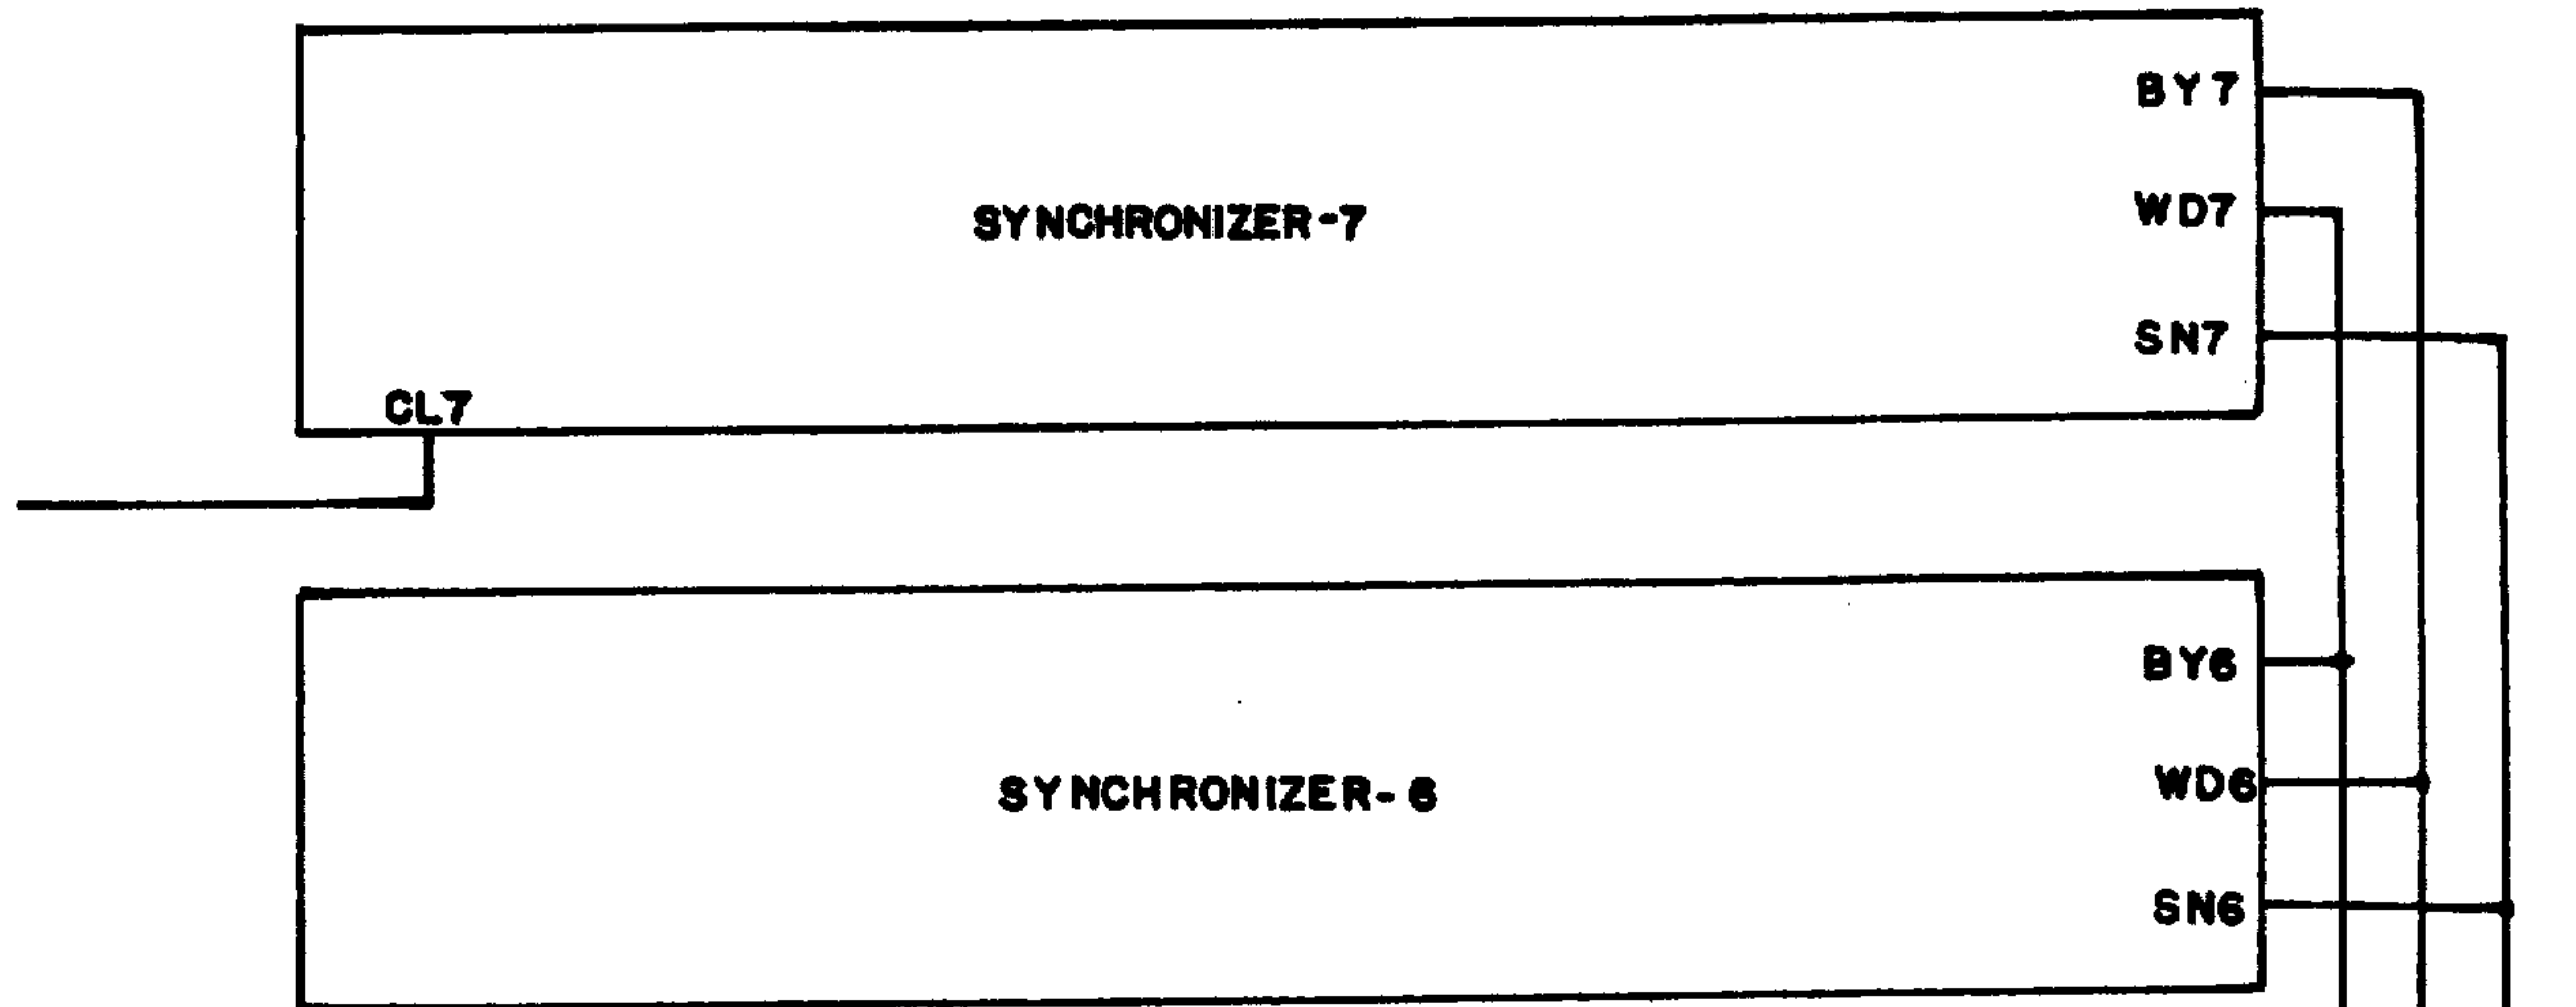 BY7
WD7
SYNCHRONIZER-7
SN7
CL7
BY6
WD6
SYNCHRONIZER-6
SN6